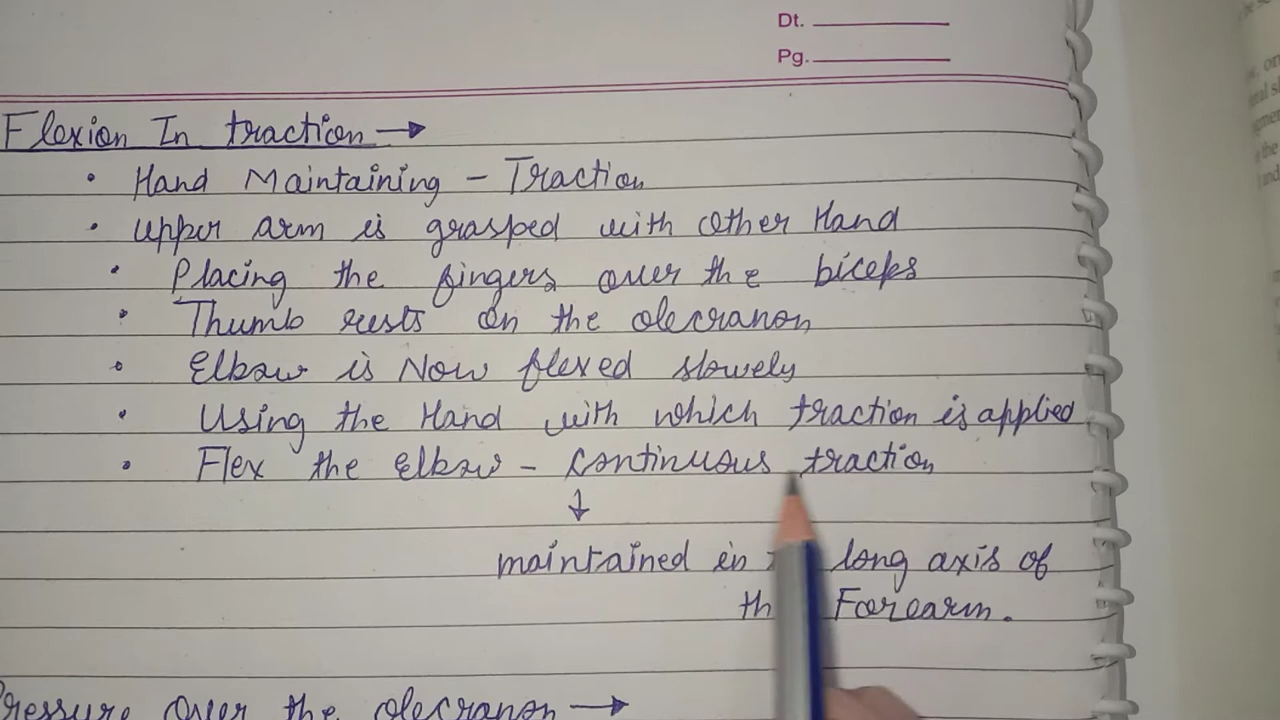 Dt.
Pg.
Flexion In traction →
• Hand Maintaining - Traction
• upper arm is grasped with other Hand
• Placing the fingers over the biceps
• Thumb rests on the olecranon
• Elbow is Now flexed slowely
• Using the Hand with which traction is applied
• Flex the elbow - continuous traction
↓
maintained in long axis of
Forearm.
Pressure Over the olecranon →